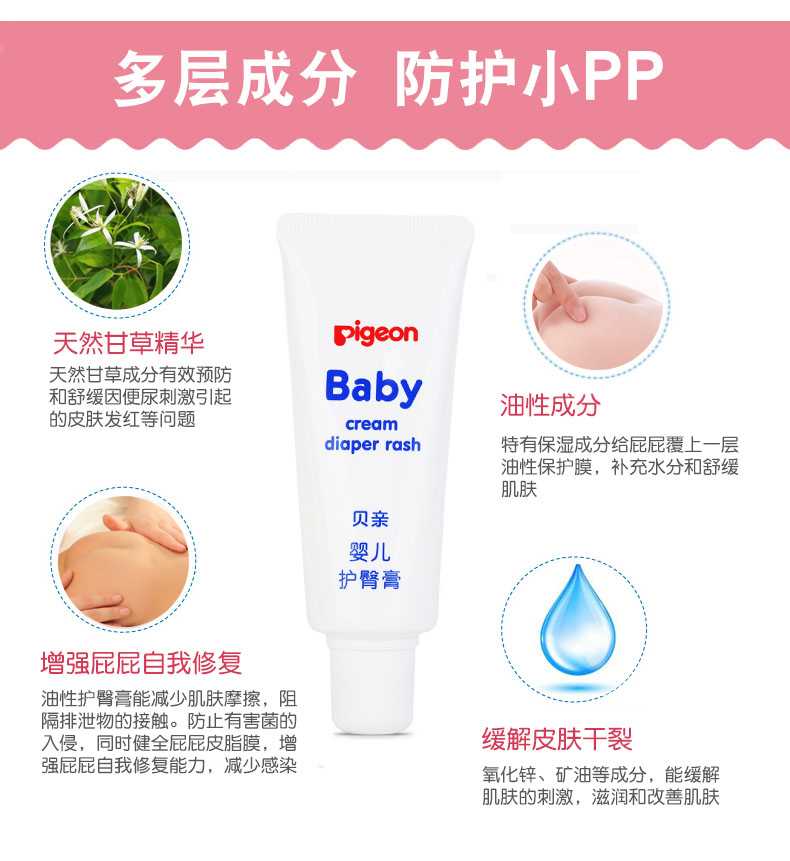 多层成分 防护小PP
天然甘草精华
天然甘草成分有效预防
和舒缓因便尿刺激引起
的皮肤发红等问题
Pigeon
Baby
cream
diaper rash
贝亲
婴儿
护臀膏
油性成分
特有保湿成分给屁屁覆上一层
油性保护膜，补充水分和舒缓
肌肤
增强屁屁自我修复
油性护臀膏能减少肌肤摩擦，阻
隔排泄物的接触。防止有害菌的
入侵，同时健全屁屁皮脂膜，增
强屁屁自我修复能力，减少感染
缓解皮肤干裂
氧化锌、矿油等成分，能缓解
肌肤的刺激，滋润和改善肌肤